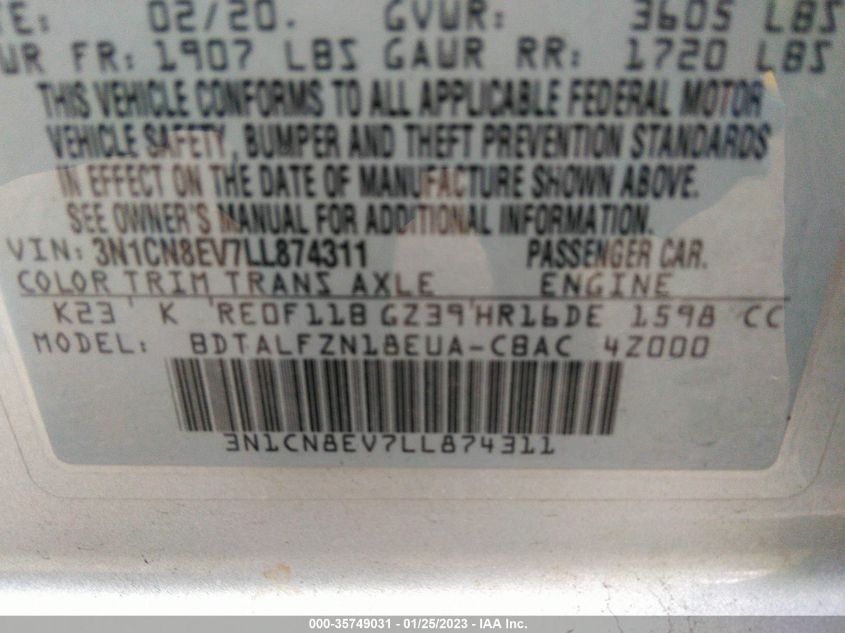 02/20. GVWR: 3605 LBS
FR: 1907 LBS GAWR RR: 1720 LBS
THIS VEHICLE CONFORMS TO ALL APPLICABLE FEDERAL MOTOR
VEHICLE SAFETY, BUMPER AND THEFT PREVENTION STANDARDS
IN EFFECT ON THE DATE OF MANUFACTURE SHOWN ABOVE.
SEE OWNER'S MANUAL FOR ADDITIONAL INFORMATION.
VIN: 3N1CN8EV7LL874311 PASSENGER CAR.
COLOR TRIM TRANS AXLE ENGINE
K23 K RE0F11B GZ39 HR16DE 1598 CC
MODEL: BDTALFZN18EUA-CBAC 4Z000
3N1CN8EV7LL874311
000-35749031 - 01/25/2023 - IAA Inc.